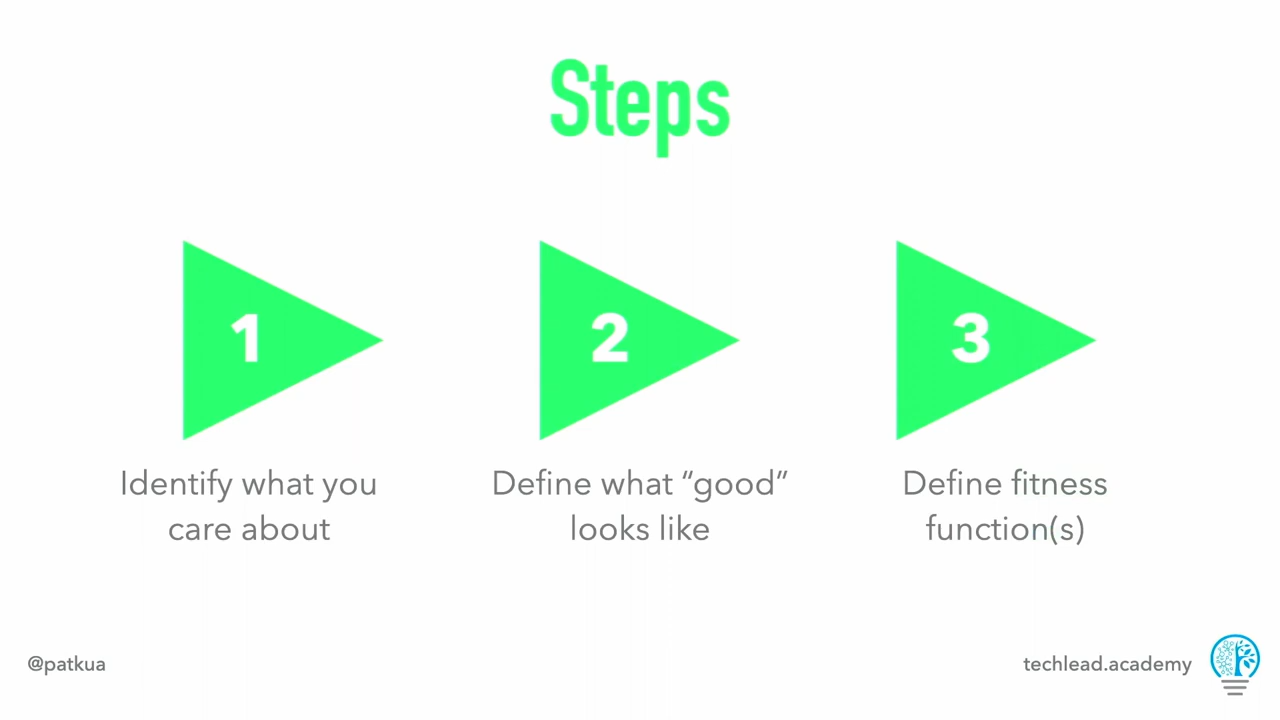 Steps
1
2
3
Identify what you
care about
Define what “good”
looks like
Define fitness
function(s)
@patkua
techlead.academy